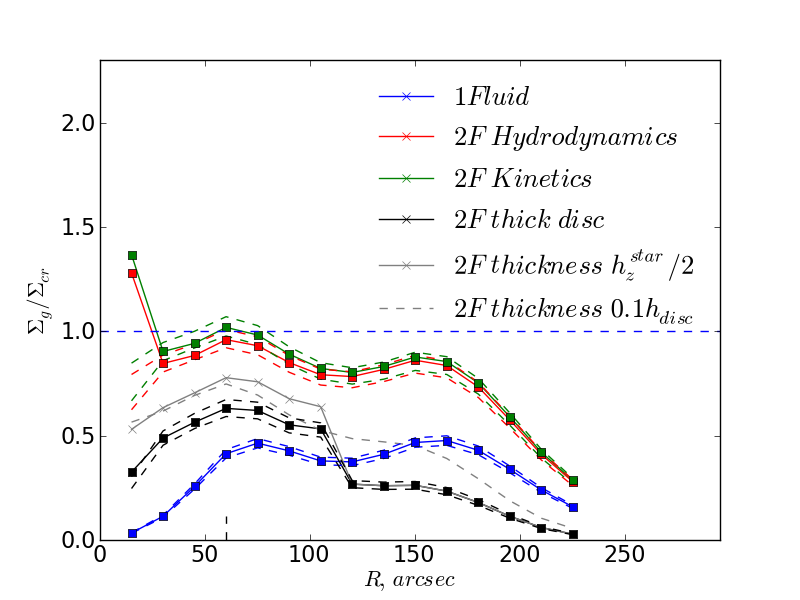 2.0
1.5
1.0
0.5
0.0
0 50 100 150 200 250
Σg/Σcr
R, arcsec
1Fluid
2F Hydrodynamics
2F Kinetics
2F thick disc
2F thickness h_z^star/2
2F thickness 0.1h_disc